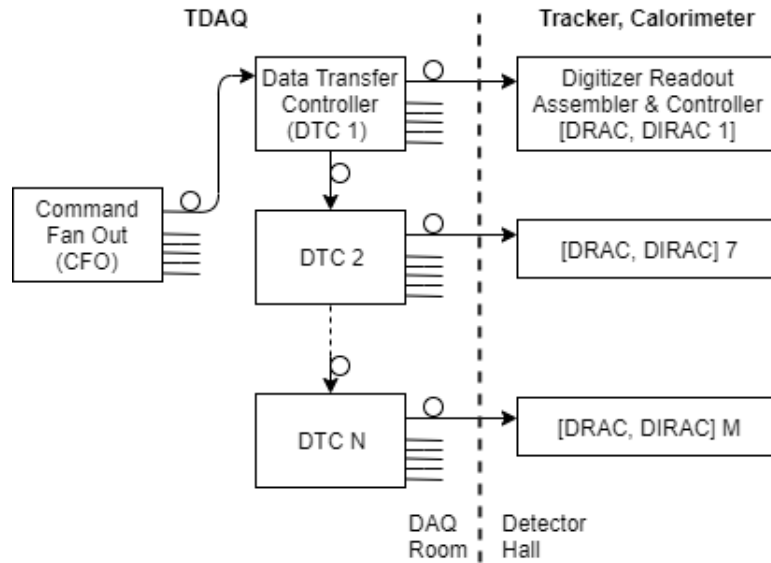 TDAQ
Tracker, Calorimeter
Data Transfer
Controller
(DTC 1)
Digitizer Readout
Assembler & Controller
[DRAC, DIRAC 1]
Command
Fan Out
(CFO)
DTC 2
[DRAC, DIRAC] 7
DTC N
[DRAC, DIRAC] M
DAQ
Room
Detector
Hall